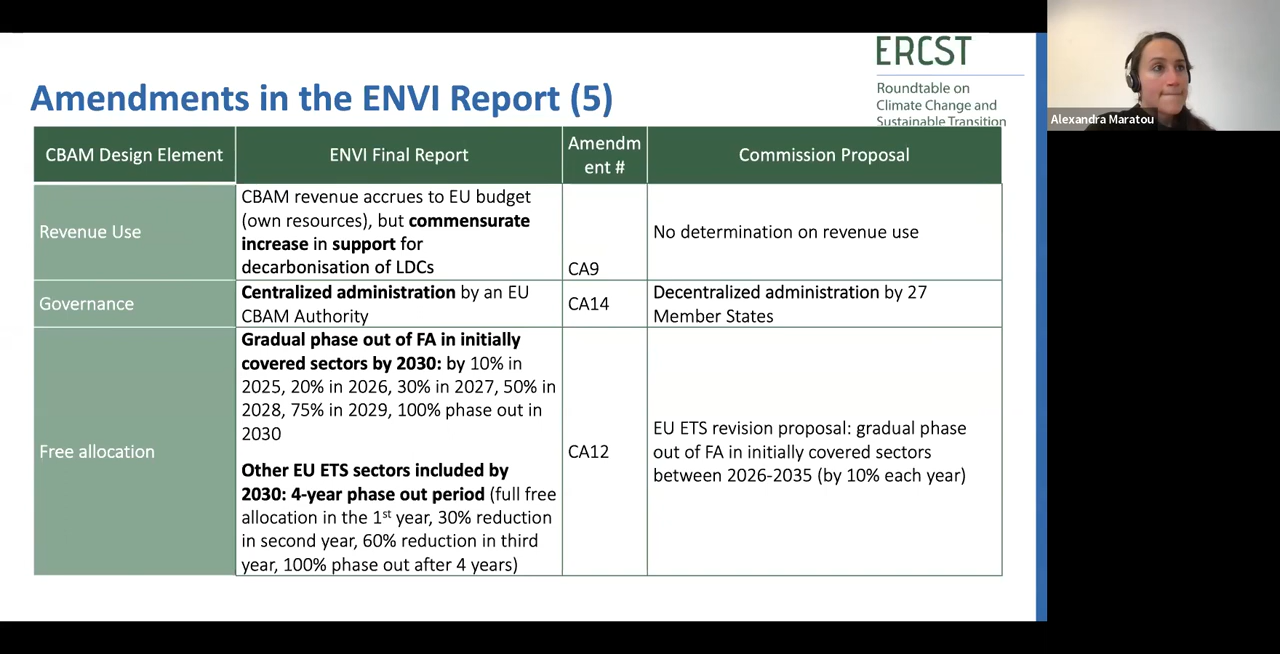 ERCST
Roundtable on
Climate Change and
Sustainable Transition
Alexandra Maratou
Amendments in the ENVI Report (5)
CBAM Design Element
ENVI Final Report
Amendm
ent #
Commission Proposal
Revenue Use
CBAM revenue accrues to EU budget
(own resources), but commensurate
increase in support for
decarbonisation of LDCs
CA9
No determination on revenue use
Governance
Centralized administration by an EU
CBAM Authority
CA14
Decentralized administration by 27
Member States
Free allocation
Gradual phase out of FA in initially
covered sectors by 2030: by 10% in
2025, 20% in 2026, 30% in 2027, 50% in
2028, 75% in 2029, 100% phase out in
2030
Other EU ETS sectors included by
2030: 4-year phase out period (full free
allocation in the 1st year, 30% reduction
in second year, 60% reduction in third
year, 100% phase out after 4 years)
CA12
EU ETS revision proposal: gradual phase
out of FA in initially covered sectors
between 2026-2035 (by 10% each year)